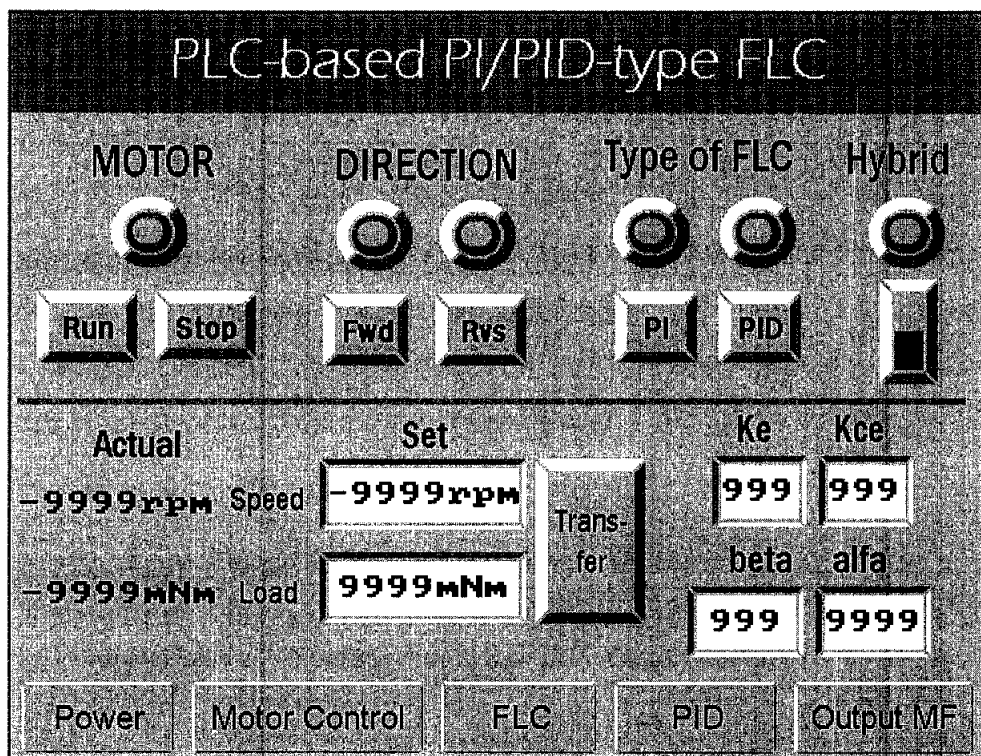 PLC-based PI/PID-type FLC
MOTOR DIRECTION Type of FLC Hybrid
Run Stop Fwd Rvs PI PID
Actual Set Ke Kce
-9999rpm Speed -9999rpm 999 999
Trans-
fer
beta alfa
-9999mNm Load 9999mNm 999 9999
Power Motor Control FLC PID Output MF